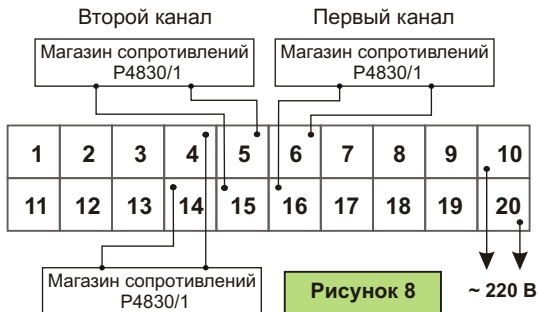 Второй канал
Первый канал
Магазин сопротивлений
Р4830/1
Магазин сопротивлений
Р4830/1
1 2 3 4 5 6 7 8 9 10
11 12 13 14 15 16 17 18 19 20
Магазин сопротивлений
Р4830/1
Рисунок 8
~ 220 В